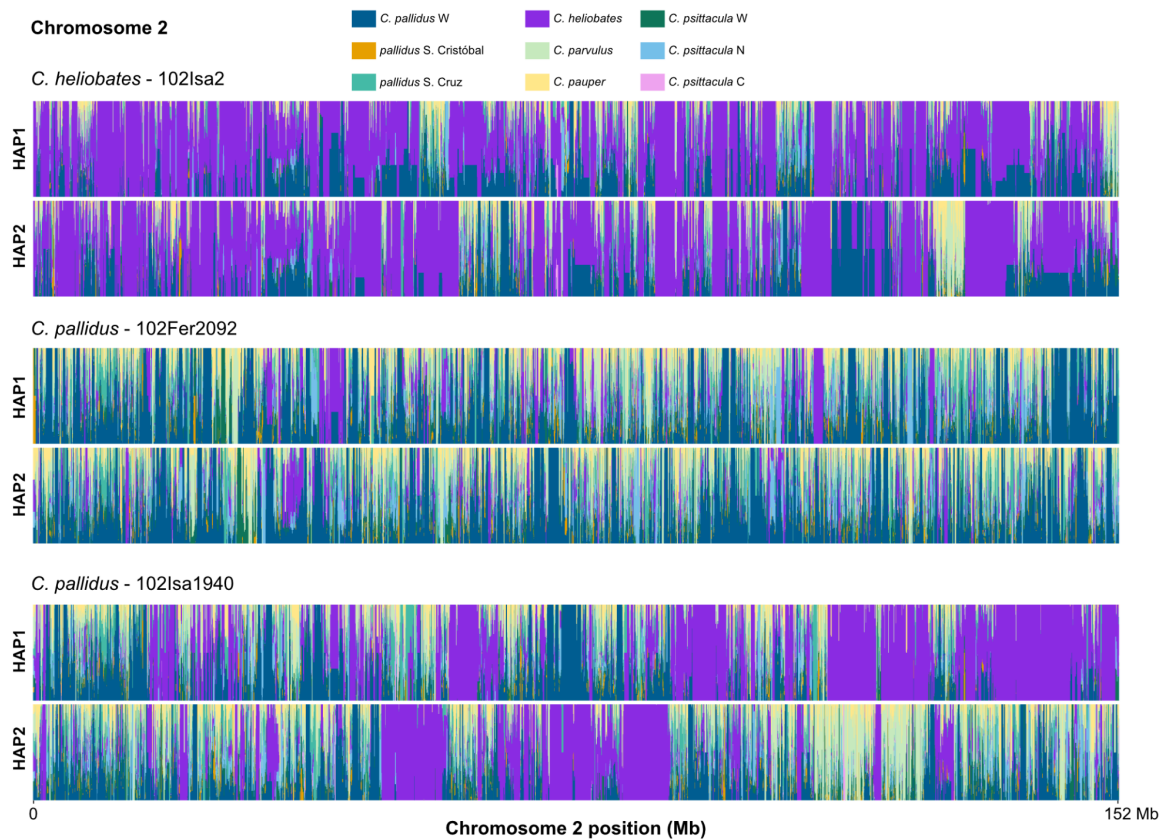 Chromosome 2
C. pallidus W
C. heliobates
C. psittacula W
pallidus S. Cristóbal
C. parvulus
C. psittacula N
pallidus S. Cruz
C. pauper
C. psittacula C
C. heliobates - 102Isa2
HAP1
HAP2
C. pallidus - 102Fer2092
HAP1
HAP2
C. pallidus - 102Isa1940
HAP1
HAP2
0
152 Mb
Chromosome 2 position (Mb)